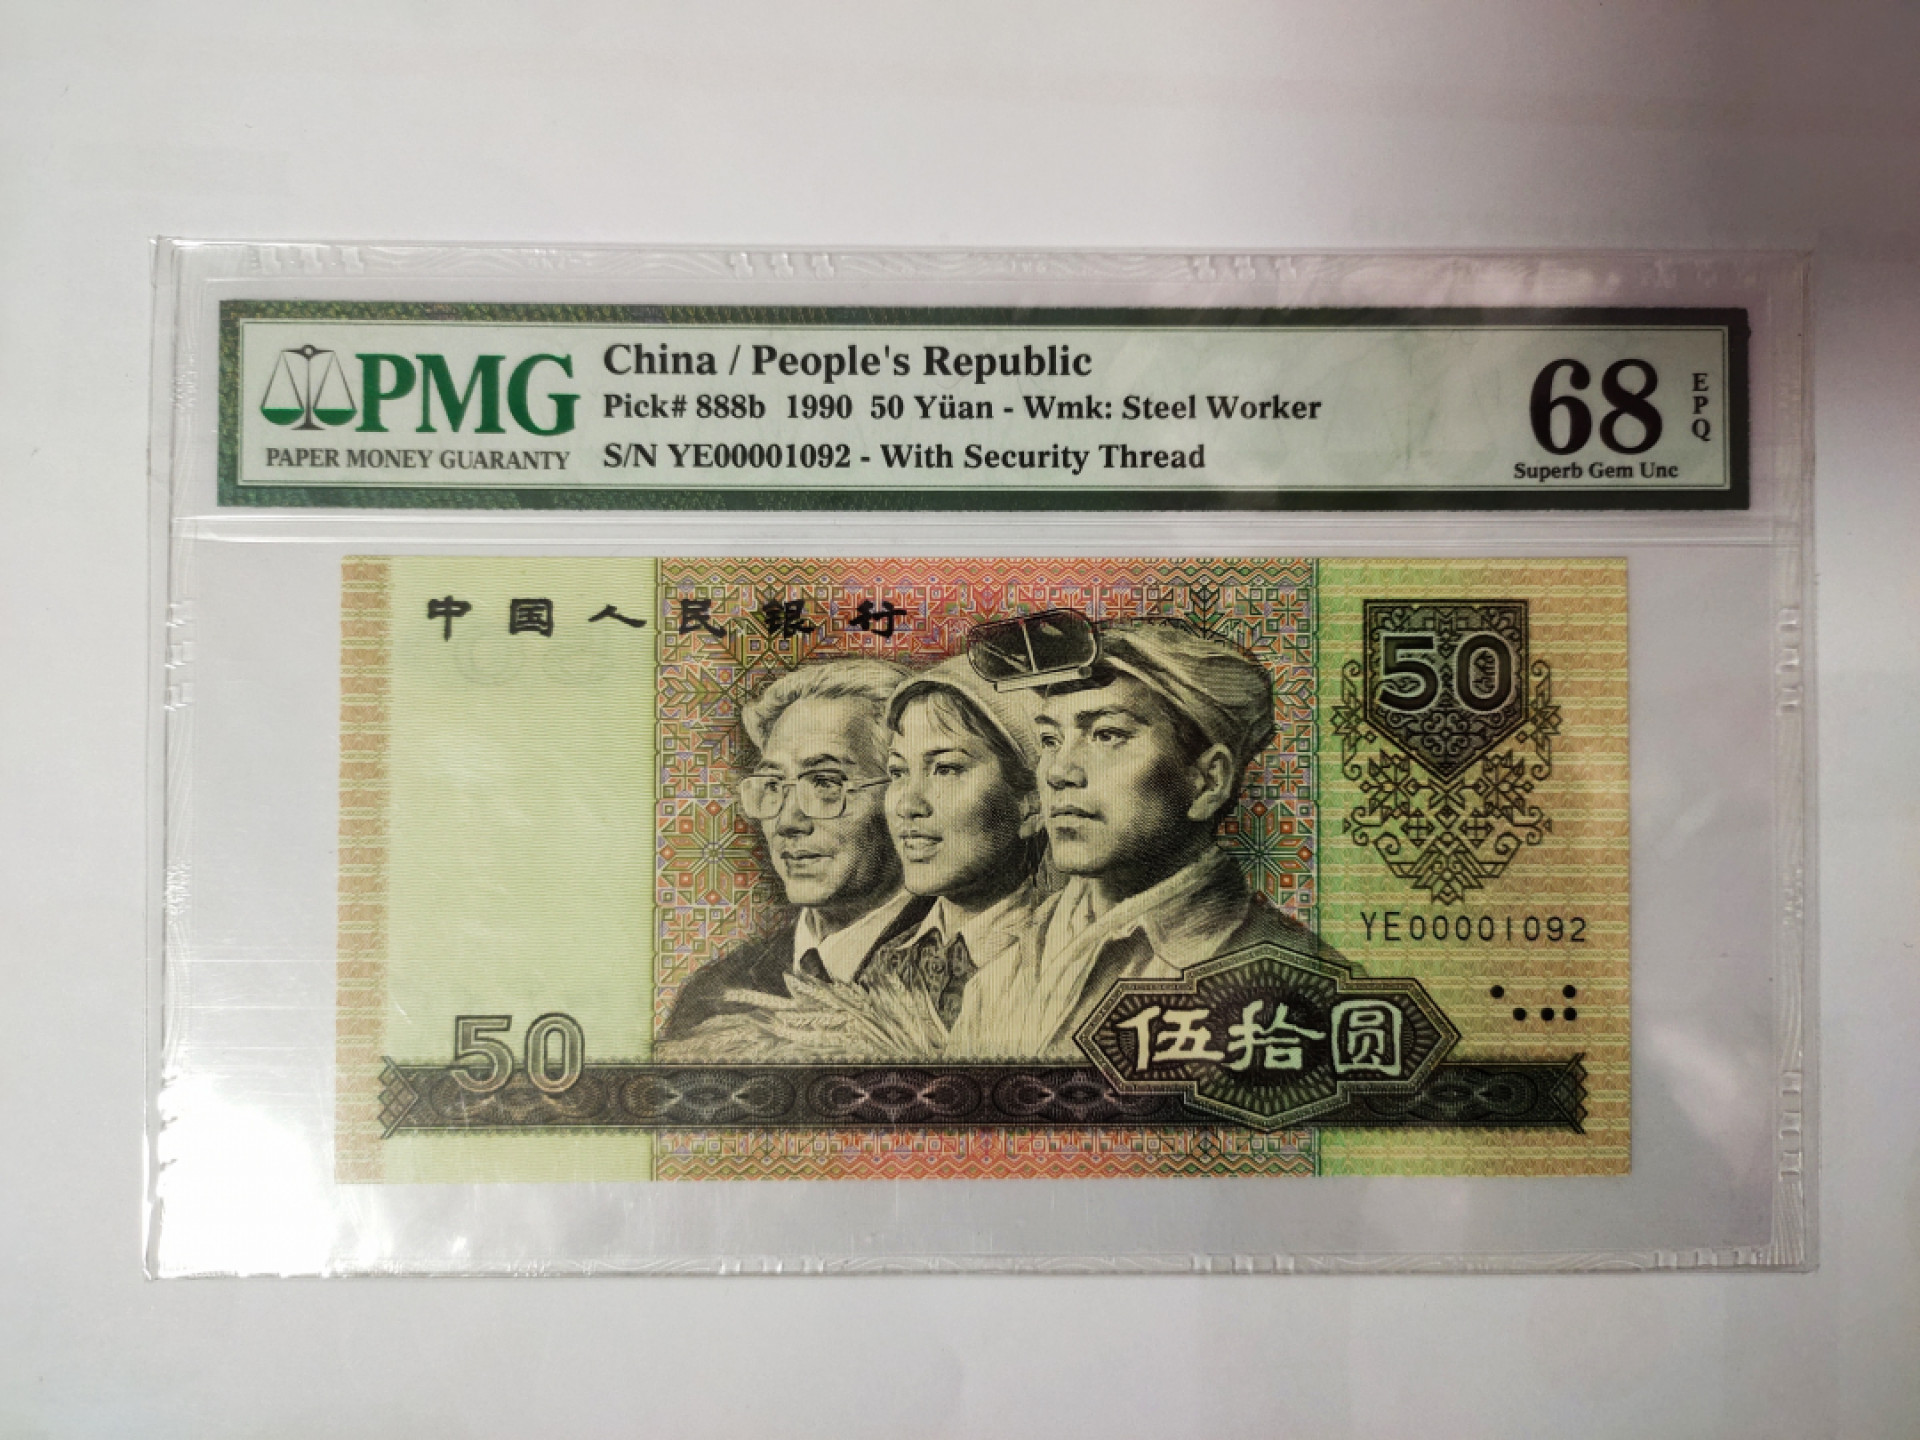 PMG
PAPER MONEY GUARANTY
China / People's Republic
Pick# 888b 1990 50 Yüan - Wmk: Steel Worker
S/N YE00001092 - With Security Thread
68
EPQ
Superb Gem Unc
中国人民银行
50
YE00001092
50
伍拾圆